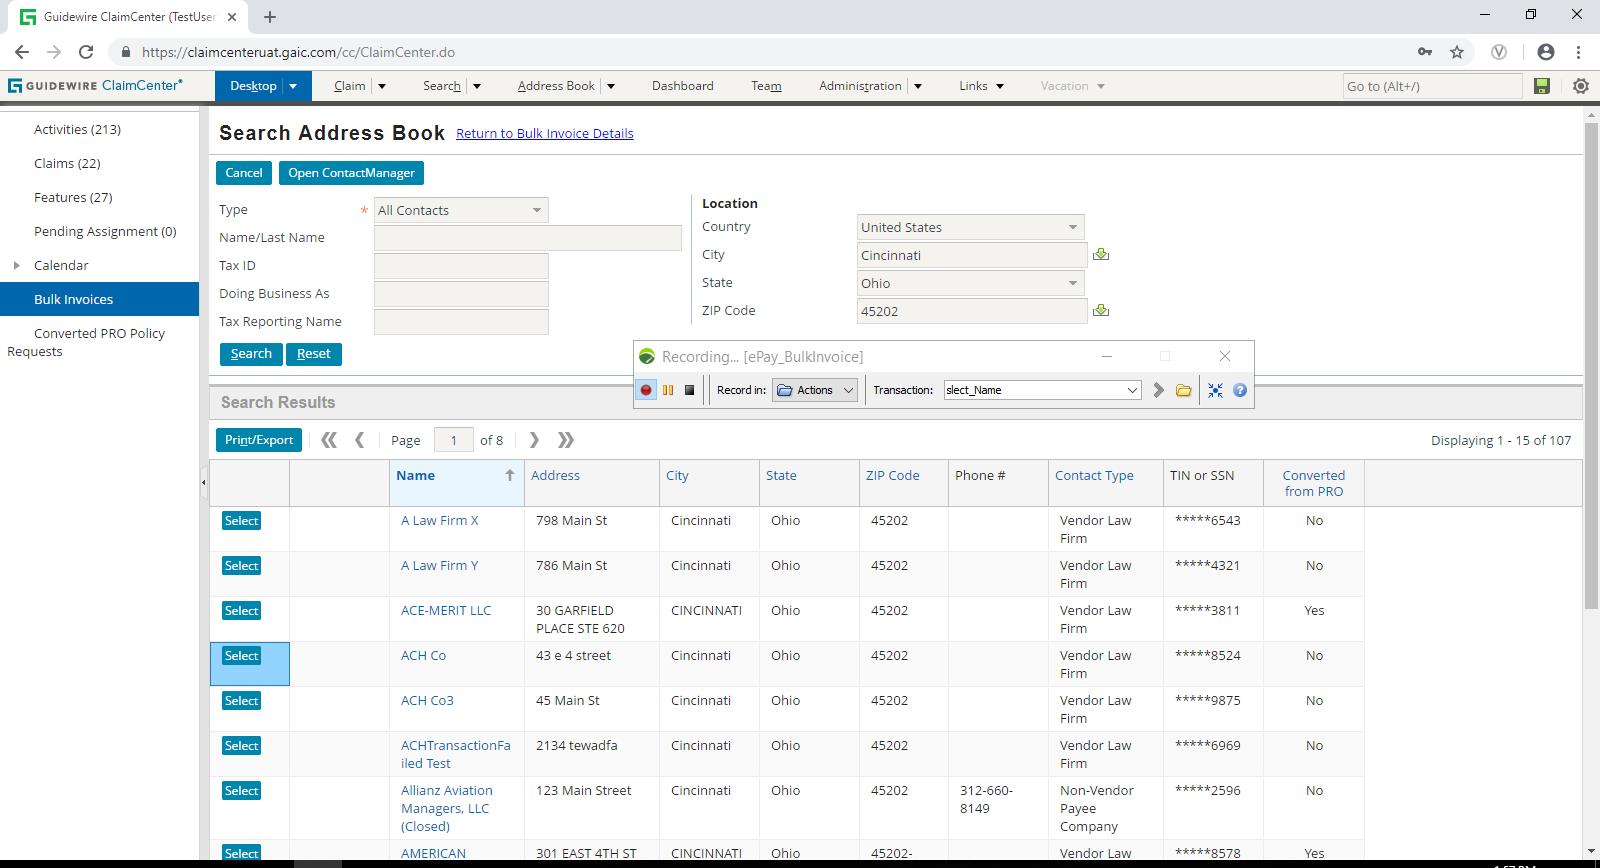 Guidewire ClaimCenter (TestUser
https://claimcenteruat.gaic.com/cc/ClaimCenter.do
GUIDEWIRE ClaimCenter®
Desktop
Claim
Search
Address Book
Dashboard
Team
Administration
Links
Vacation
Go to (Alt+/)
Activities (213)
Claims (22)
Features (27)
Pending Assignment (0)
Calendar
Bulk Invoices
Converted PRO Policy
Requests
Search Address Book Return to Bulk Invoice Details
Cancel Open ContactManager
Type * All Contacts
Name/Last Name
Tax ID
Doing Business As
Tax Reporting Name
Location
Country United States
City Cincinnati
State Ohio
ZIP Code 45202
Search Reset
Recording... [ePay_BulkInvoice]
Record in: Actions Transaction: slect_Name
Search Results
Print/Export Page 1 of 8 Displaying 1 - 15 of 107
Name Address City State ZIP Code Phone # Contact Type TIN or SSN Converted
from PRO
Select A Law Firm X 798 Main St Cincinnati Ohio 45202 Vendor Law *****6543 No
Firm
Select A Law Firm Y 786 Main St Cincinnati Ohio 45202 Vendor Law *****4321 No
Firm
Select ACE-MERIT LLC 30 GARFIELD CINCINNATI Ohio 45202 Vendor Law *****3811 Yes
PLACE STE 620 Firm
Select ACH Co 43 e 4 street Cincinnati Ohio 45202 Vendor Law *****8524 No
Firm
Select ACH Co3 45 Main St Cincinnati Ohio 45202 Vendor Law *****9875 No
Firm
Select ACHTransactionFa 2134 tewadfa Cincinnati Ohio 45202 Vendor Law *****6969 No
iled Test Firm
Select Allianz Aviation 123 Main Street Cincinnati Ohio 45202 312-660- Non-Vendor *****2596 No
Managers, LLC 8149 Payee
(Closed) Company
Select AMERICAN 301 EAST 4TH ST CINCINNATI Ohio 45202- Vendor Law *****8578 Yes